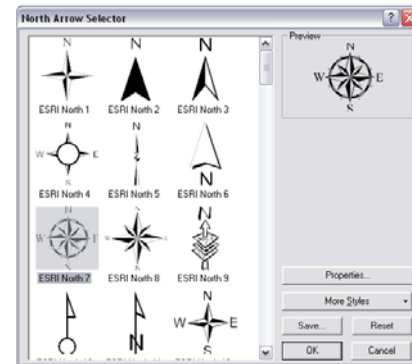 North Arrow Selector
Preview
N N
ESRI North 1 ESRI North 2 ESRI North 3
N
W E
S
N
W E
S
N
N
ESRI North 4 ESRI North 5 ESRI North 6
N
W E
S
N
W E
S
N
ESRI North 7 ESRI North 8 ESRI North 9
N
N
W E
S
Properties...
More Styles
Save... Reset
OK Cancel